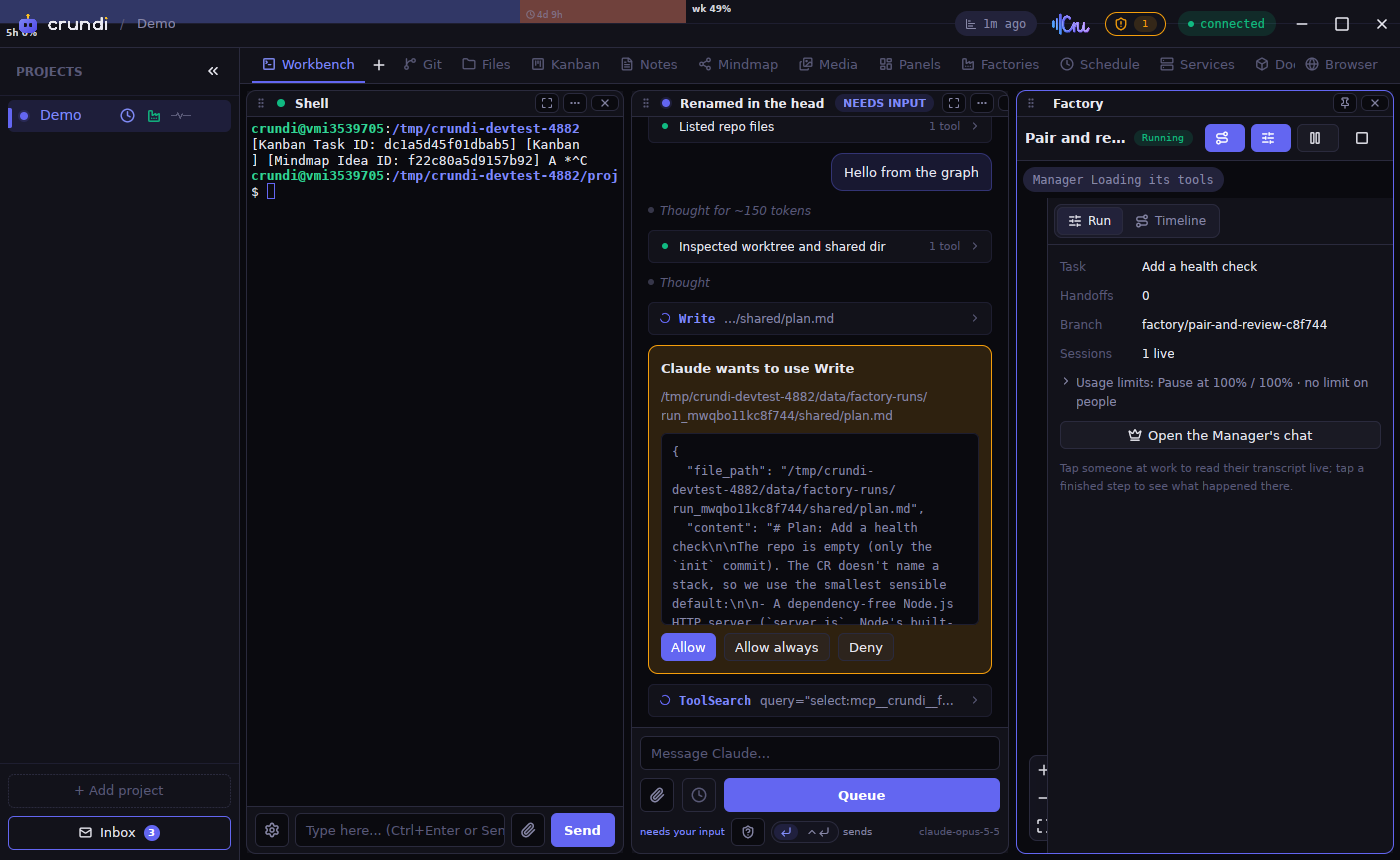 crundi / Demo
5h 0%
4d 9h
wk 49%
1m ago
Cru
1
connected
PROJECTS
Demo
+ Add project
Inbox 3
Workbench
Git
Files
Kanban
Notes
Mindmap
Media
Panels
Factories
Schedule
Services
Do
Browser
Shell
crundi@vmi3539705:/tmp/crundi-devtest-4882
[Kanban Task ID: dc1a5d45f01dbab5] [Kanban
] [Mindmap Idea ID: f22c80a5d9157b92] A *^C
crundi@vmi3539705:/tmp/crundi-devtest-4882/proj
$
Type here... (Ctrl+Enter or Sen
Send
Renamed in the head NEEDS INPUT
Listed repo files 1 tool
Hello from the graph
Thought for ~150 tokens
Inspected worktree and shared dir 1 tool
Thought
Write …/shared/plan.md
Claude wants to use Write
/tmp/crundi-devtest-4882/data/factory-runs/
run_mwqbo11kc8f744/shared/plan.md
{
"file_path": "/tmp/crundi-
devtest-4882/data/factory-runs/
run_mwqbo11kc8f744/shared/plan.md",
"content": "# Plan: Add a health
check\n\nThe repo is empty (only the
`init` commit). The CR doesn't name a
stack, so we use the smallest sensible
default:\n\n- A dependency-free Node.js
HTTP server (`server.js`, Node's built-
Allow
Allow always
Deny
ToolSearch query="select:mcp__crundi__f...
Message Claude…
Queue
needs your input
sends
claude-opus-5-5
Factory
Pair and re... Running
Manager Loading its tools
Run
Timeline
Task Add a health check
Handoffs 0
Branch factory/pair-and-review-c8f744
Sessions 1 live
Usage limits: Pause at 100% / 100% · no limit on
people
Open the Manager's chat
Tap someone at work to read their transcript live; tap a
finished step to see what happened there.